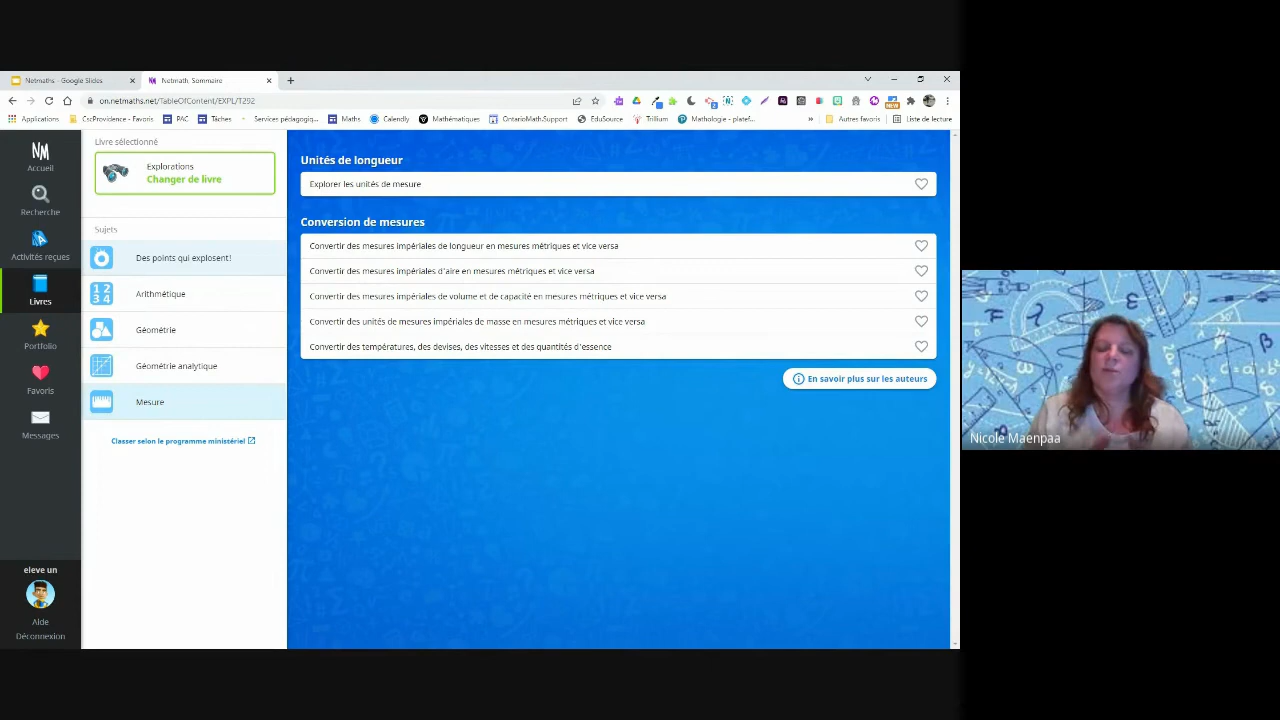 Netmaths. - Google Slides
Netmath, Sommaire
on.netmaths.net/TableOfContent/EXPL/T292
Applications
CscProvidence - Favoris
PAC
Tâches
Services pédagogiq...
Maths
Calendly
Mathématiques
OntarioMath.Support
EduSource
Trillium
Mathologie - platef...
Autres favoris
Liste de lecture
NM
Accueil
Recherche
Activités reçues
Livres
Portfolio
Favoris
Messages
eleve un
Aide
Déconnexion
Livre sélectionné
Explorations
Changer de livre
Sujets
Des points qui explosent!
Arithmétique
Géométrie
Géométrie analytique
Mesure
Classer selon le programme ministériel
Unités de longueur
Explorer les unités de mesure
Conversion de mesures
Convertir des mesures impériales de longueur en mesures métriques et vice versa
Convertir des mesures impériales d'aire en mesures métriques et vice versa
Convertir des mesures impériales de volume et de capacité en mesures métriques et vice versa
Convertir des unités de mesures impériales de masse en mesures métriques et vice versa
Convertir des températures, des devises, des vitesses et des quantités d'essence
En savoir plus sur les auteurs
Nicole Maenpaa